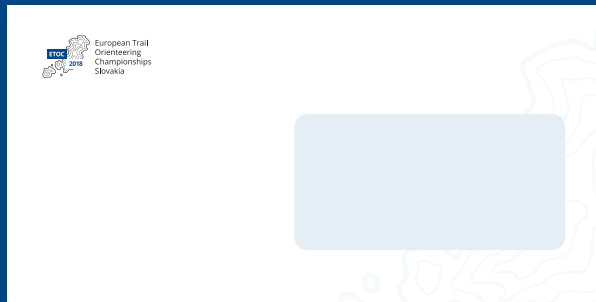 ETOC
2018
European Trail
Orienteering
Championships
Slovakia